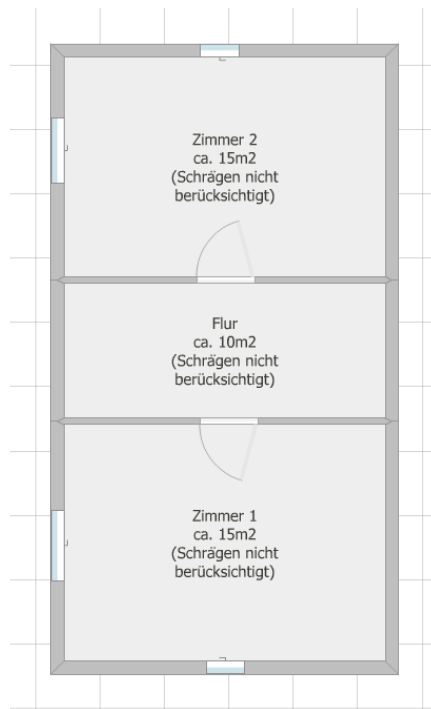 Zimmer 2
ca. 15m2
(Schrägen nicht
berücksichtigt)
Flur
ca. 10m2
(Schrägen nicht
berücksichtigt)
Zimmer 1
ca. 15m2
(Schrägen nicht
berücksichtigt)